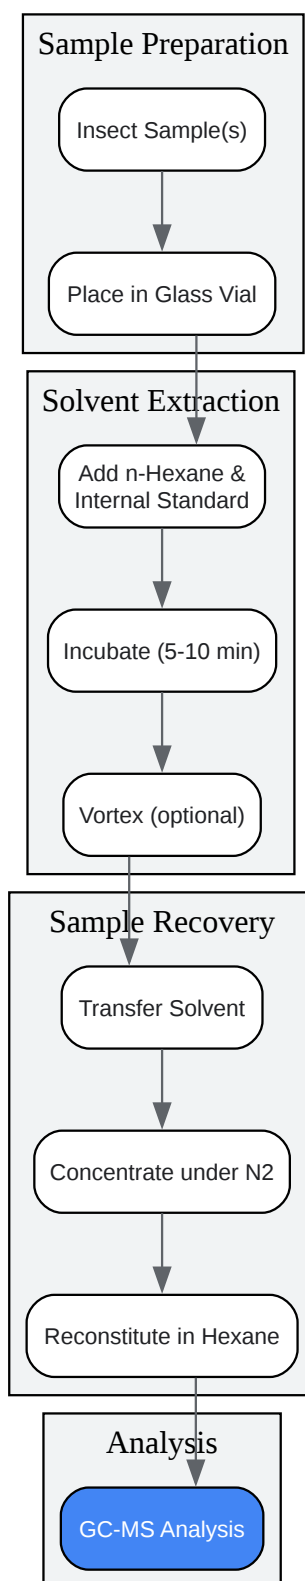 Sample Preparation
Insect Sample(s)
Place in Glass Vial
Solvent Extraction
Add n-Hexane &
Internal Standard
Incubate (5-10 min)
Vortex (optional)
Sample Recovery
Transfer Solvent
Concentrate under N2
Reconstitute in Hexane
Analysis
GC-MS Analysis